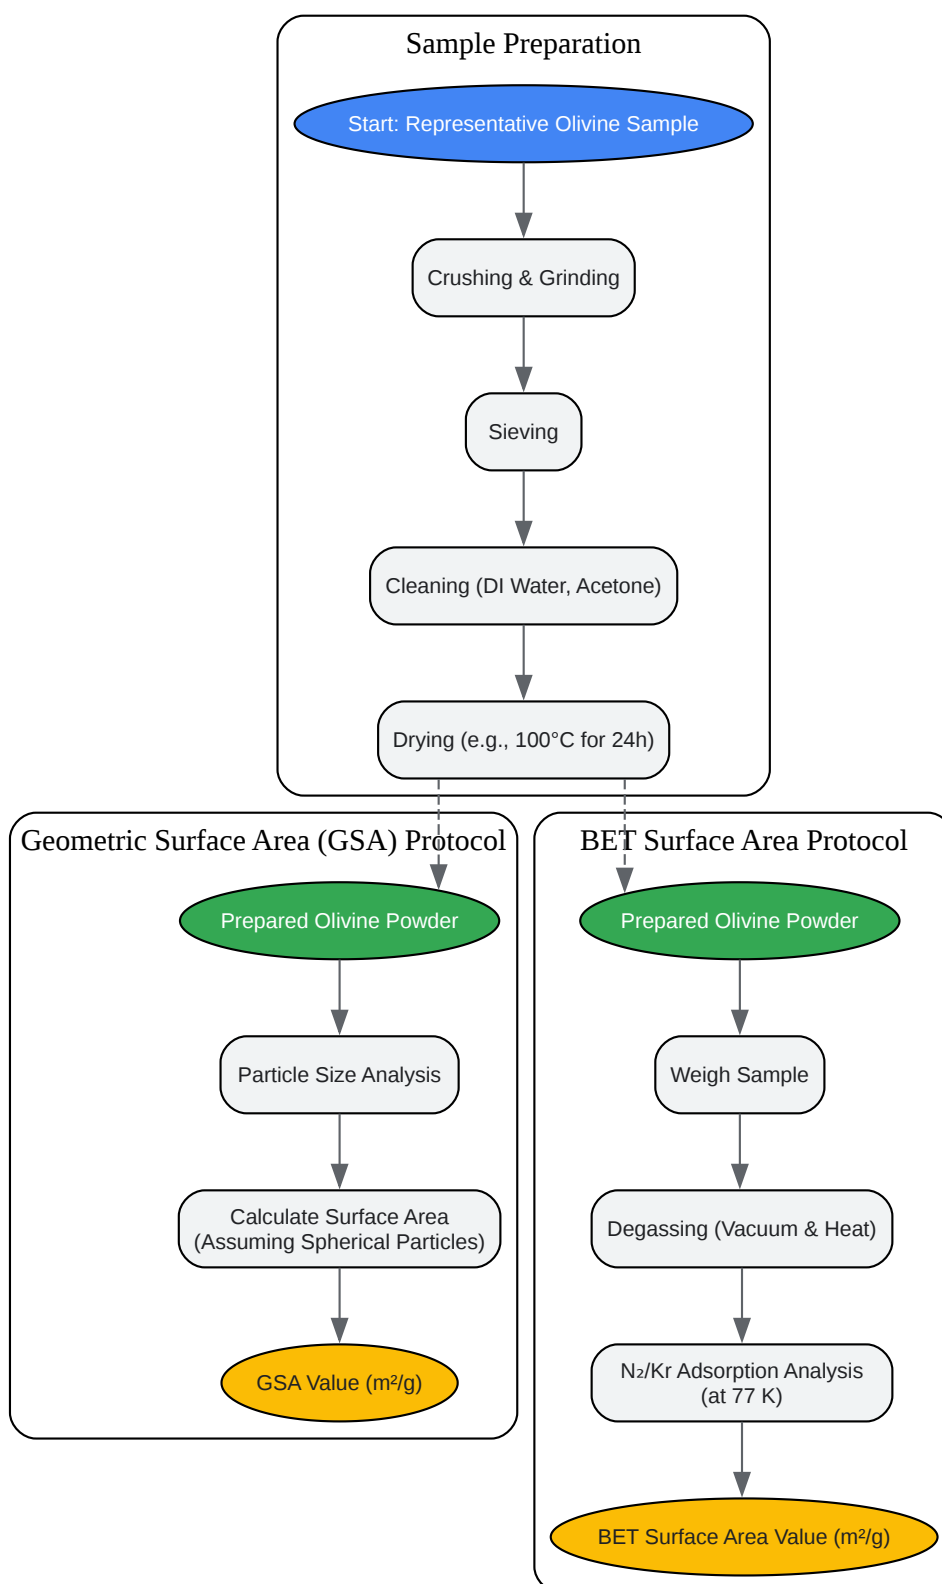 Sample Preparation
Start: Representative Olivine Sample
Crushing & Grinding
Sieving
Cleaning (DI Water, Acetone)
Drying (e.g., 100°C for 24h)
Geometric Surface Area (GSA) Protocol
Prepared Olivine Powder
Particle Size Analysis
Calculate Surface Area
(Assuming Spherical Particles)
GSA Value (m²/g)
BET Surface Area Protocol
Prepared Olivine Powder
Weigh Sample
Degassing (Vacuum & Heat)
N₂/Kr Adsorption Analysis
(at 77 K)
BET Surface Area Value (m²/g)